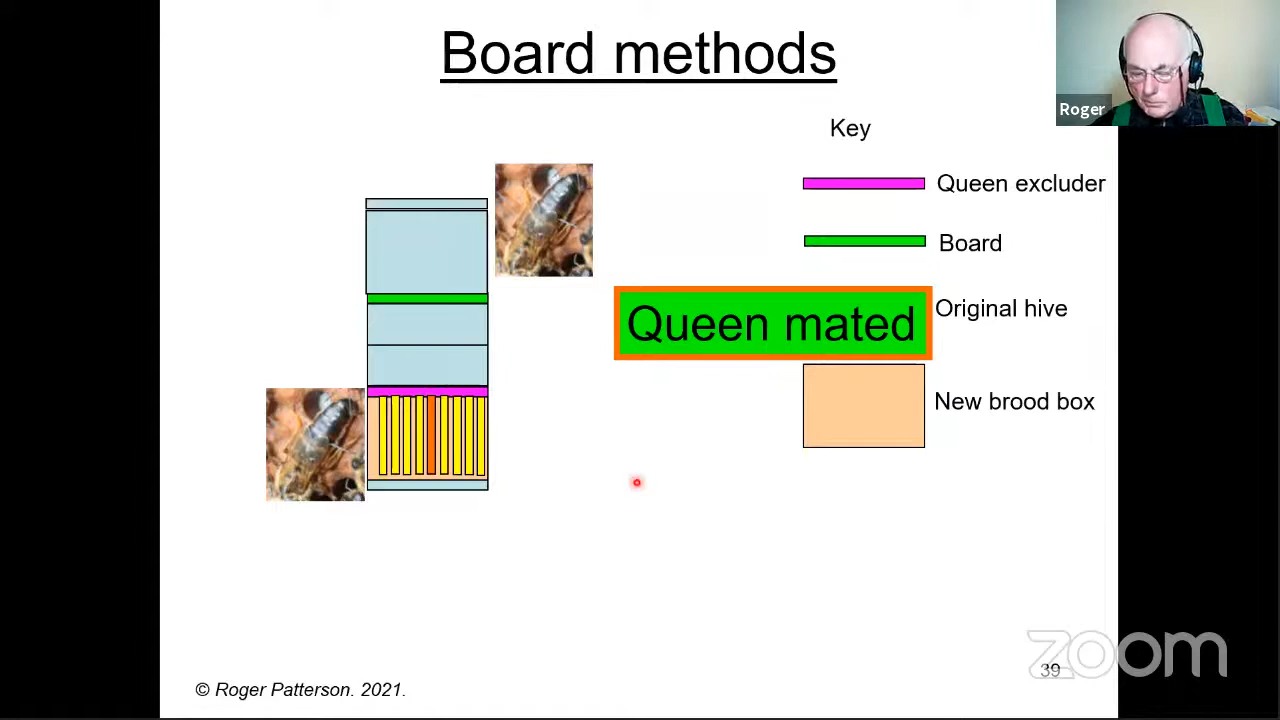 Board methods
Roger
Key
Queen excluder
Board
Queen mated
Original hive
New brood box
zoom
39
© Roger Patterson. 2021.